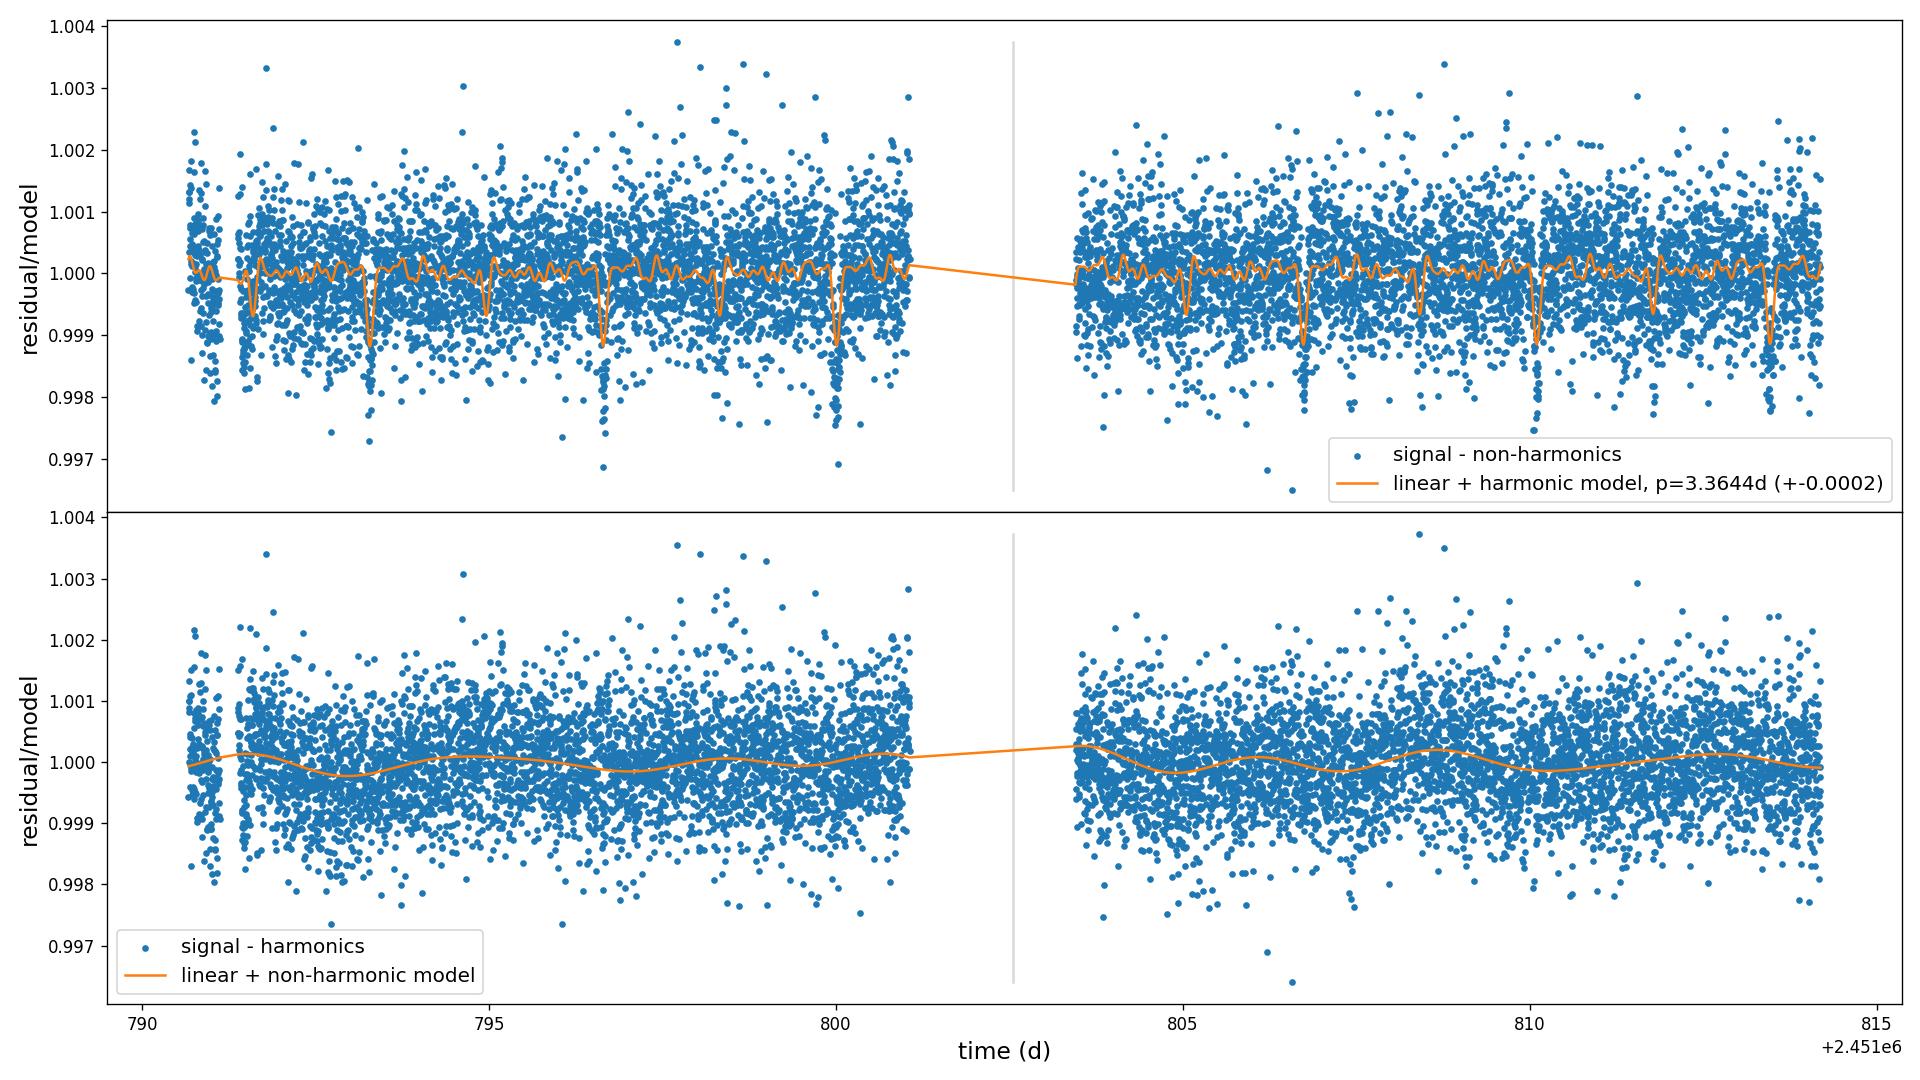 1.004
1.003
1.002
1.001
1.000
0.999
0.998
0.997
residual/model
signal - non-harmonics
linear + harmonic model, p=3.3644d (+-0.0002)
1.004
1.003
1.002
1.001
1.000
0.999
0.998
0.997
residual/model
signal - harmonics
linear + non-harmonic model
790
795
800
805
810
815
time (d)
+2.451e6